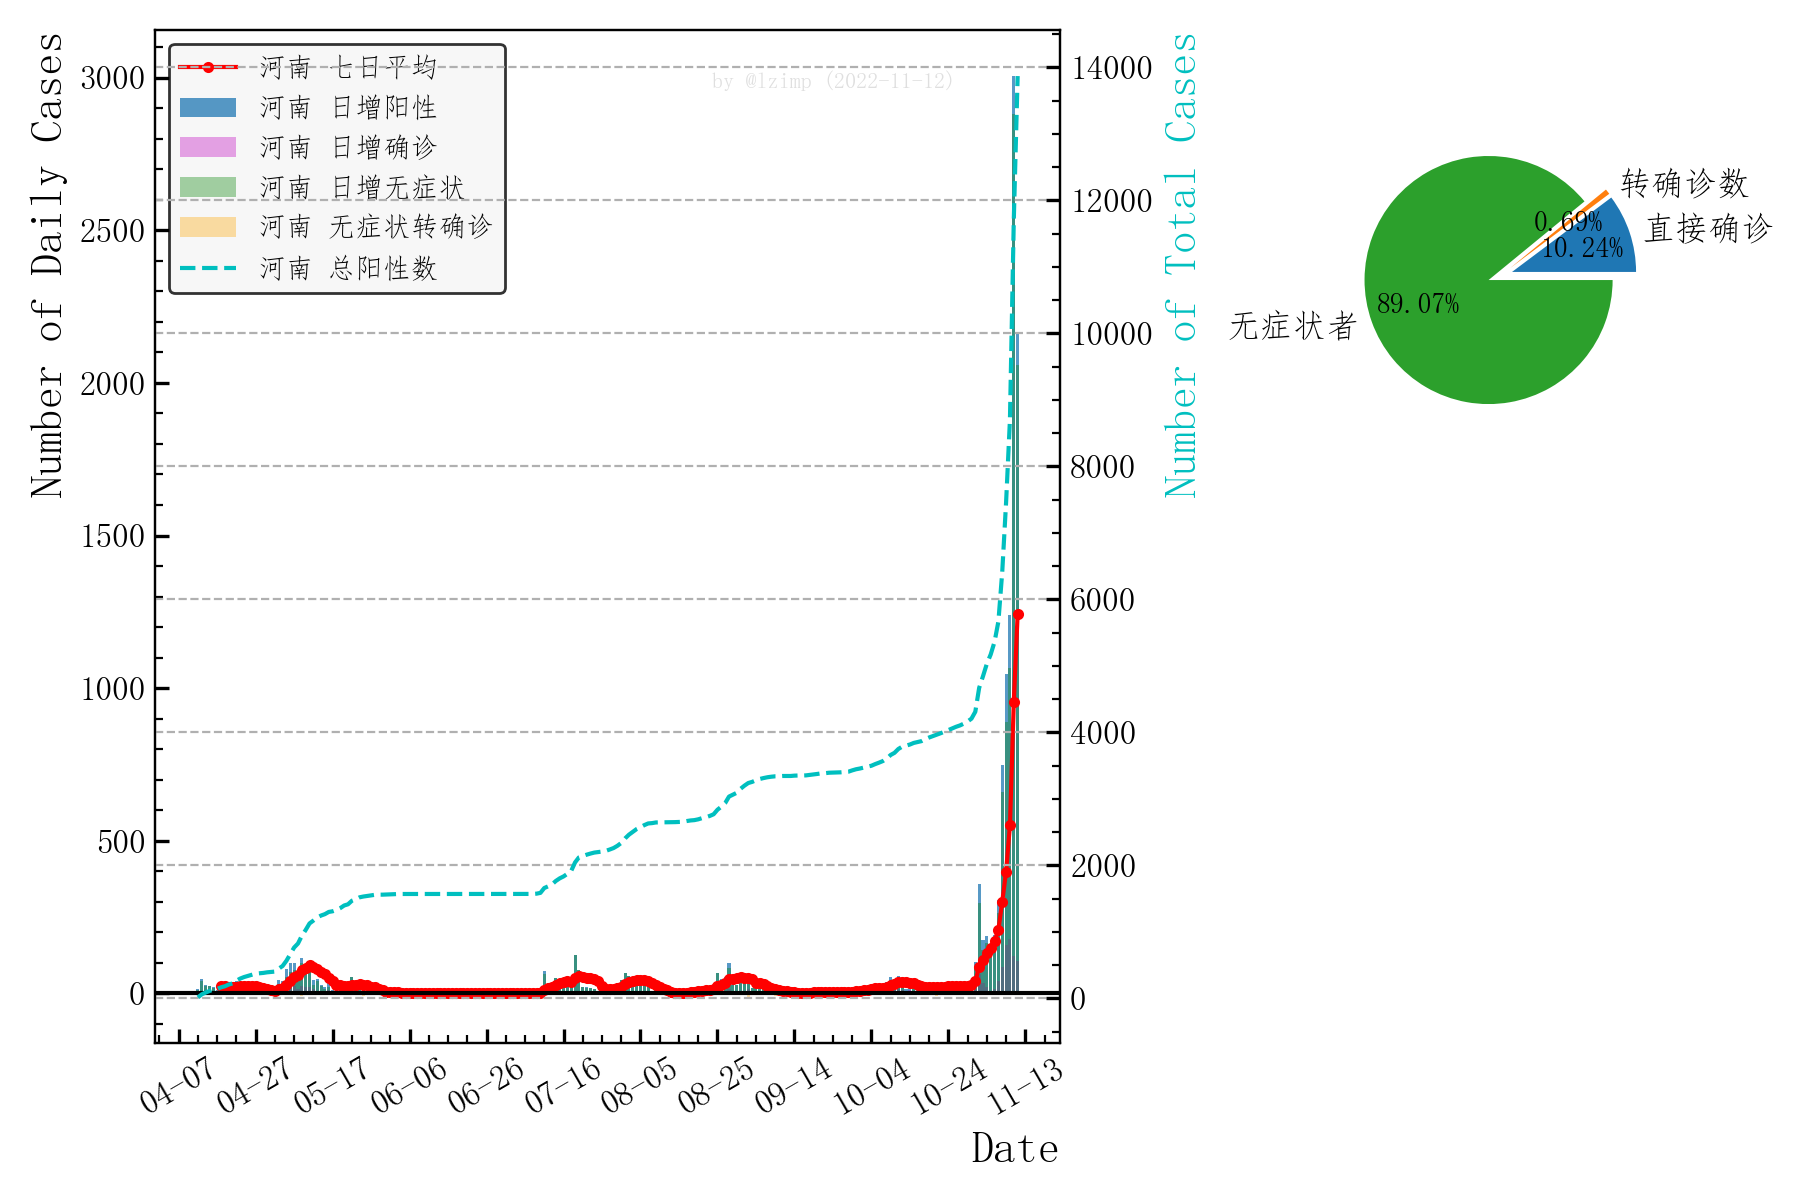 Number of Daily Cases
3000
2500
2000
1500
1000
500
0
河南 七日平均
河南 日增阳性
河南 日增确诊
河南 日增无症状
河南 无症状转确诊
河南 总阳性数
by @lzimp (2022-11-12)
14000
12000
10000
8000
6000
4000
2000
0
Number of Total Cases
04-07
04-27
05-17
06-06
06-26
07-16
08-05
08-25
09-14
10-04
10-24
11-13
Date
转确诊数
0.69%
直接确诊
10.24%
89.07%
无症状者